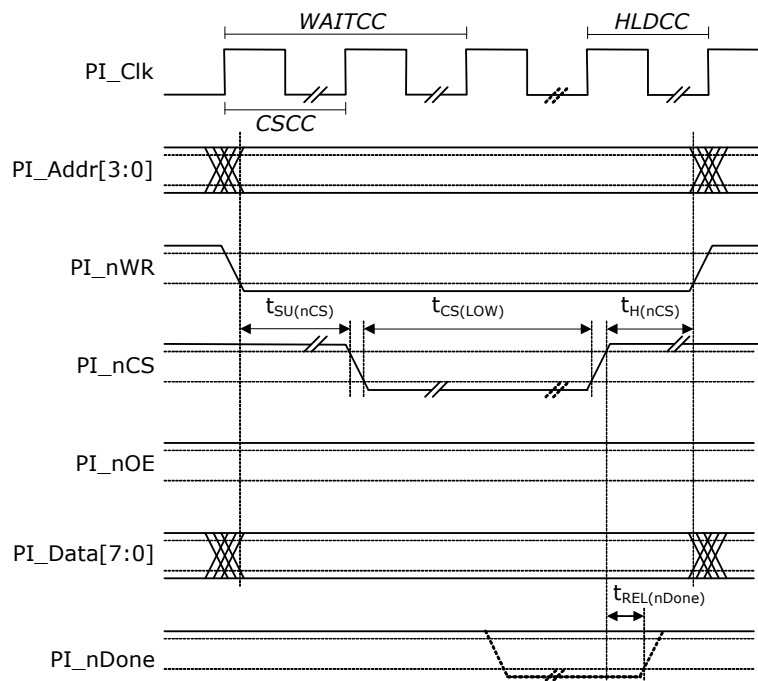 WAITCC
HLDCC
PI_Clk
CSCC
PI_Addr[3:0]
PI_nWR
tSU(nCS)
tCS(LOW)
tH(nCS)
PI_nCS
PI_nOE
PI_Data[7:0]
tREL(nDone)
PI_nDone